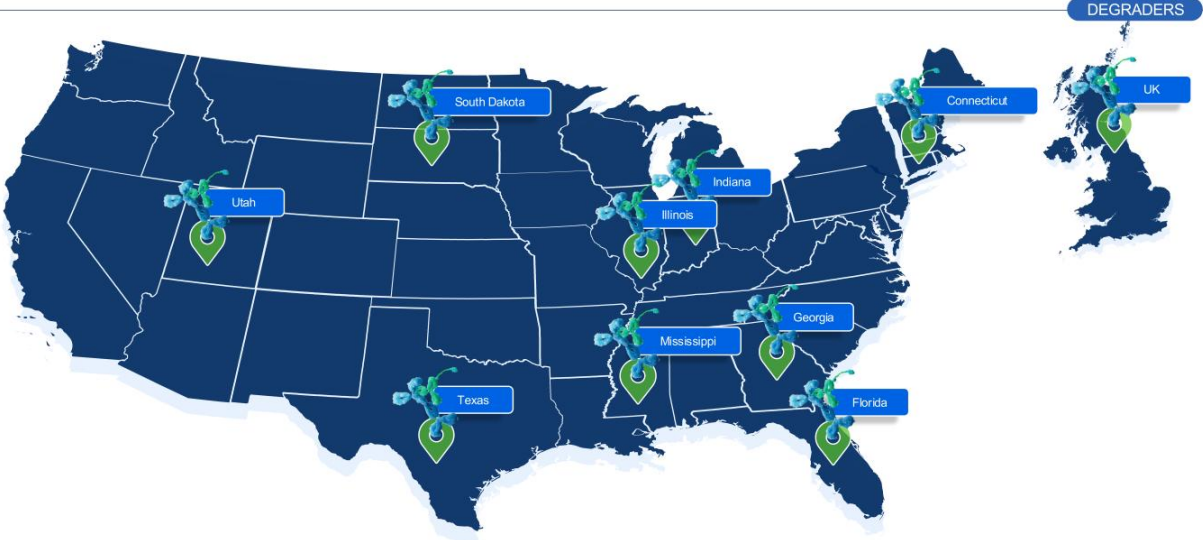 DEGRADERS
South Dakota
Connecticut
UK
Indiana
Utah
Illinois
Georgia
Mississippi
Texas
Florida